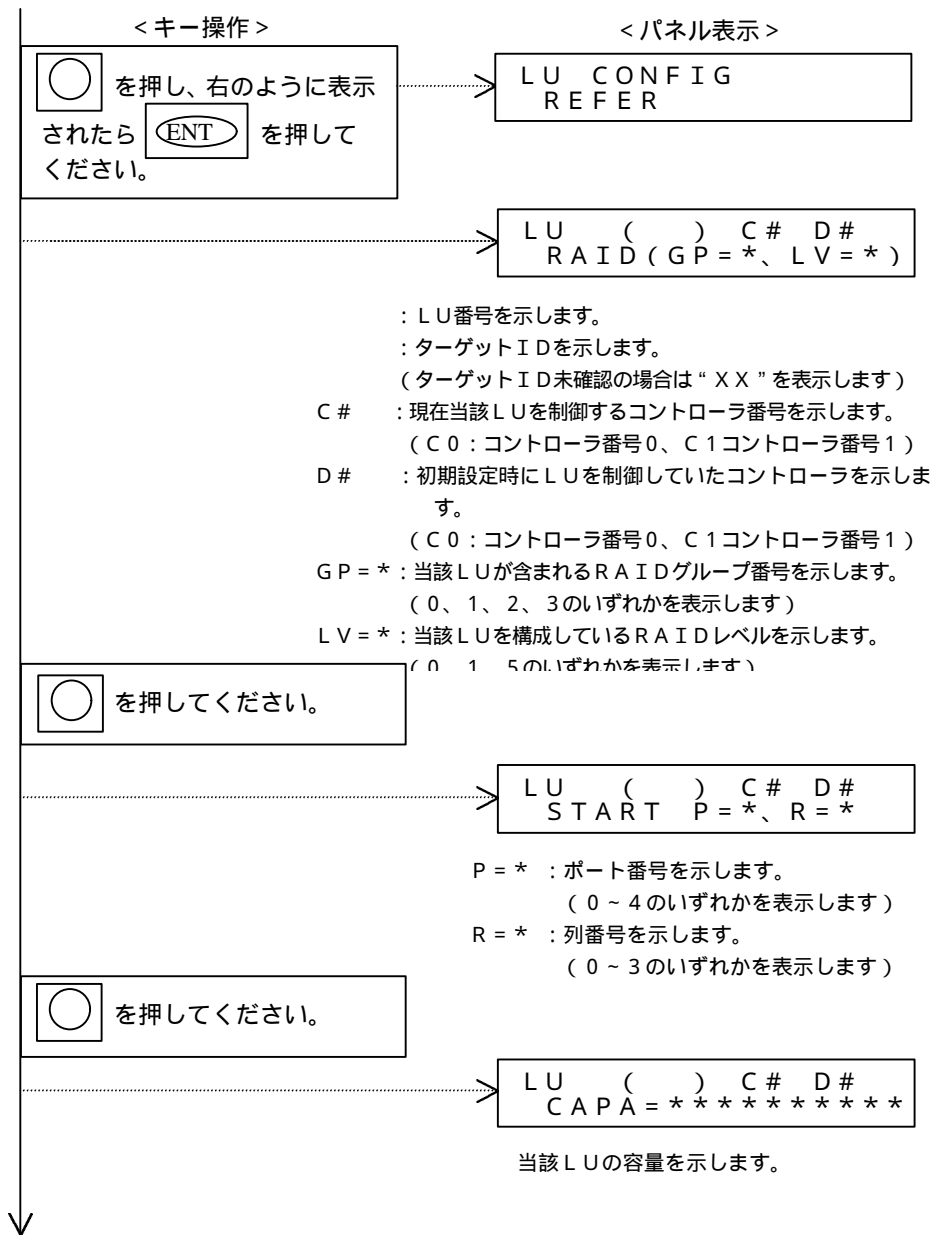 ＜キー操作＞
＜パネル表示＞
を押し、右のように表示
されたら ENT を押して
ください。
ＬＵ　ＣＯＮＦＩＧ
ＲＥＦＥＲ
ＬＵ　（　　）　Ｃ＃　Ｄ＃
ＲＡＩＤ（ＧＰ＝＊、ＬＶ＝＊）
：ＬＵ番号を示します。
：ターゲットＩＤを示します。
（ターゲットＩＤ未確認の場合は“ＸＸ”を表示します）
Ｃ＃　：現在当該ＬＵを制御するコントローラ番号を示します。
（Ｃ０：コントローラ番号０、Ｃ１コントローラ番号１）
Ｄ＃　：初期設定時にＬＵを制御していたコントローラを示しま
す。
（Ｃ０：コントローラ番号０、Ｃ１コントローラ番号１）
ＧＰ＝＊：当該ＬＵが含まれるＲＡＩＤグループ番号を示します。
（０、１、２、３のいずれかを表示します）
ＬＶ＝＊：当該ＬＵを構成しているＲＡＩＤレベルを示します。
（０、１、５のいずれかを表示します）
を押してください。
ＬＵ　（　　）　Ｃ＃　Ｄ＃
ＳＴＡＲＴ　Ｐ＝＊、Ｒ＝＊
Ｐ＝＊　：ポート番号を示します。
（０～４のいずれかを表示します）
Ｒ＝＊　：列番号を示します。
（０～３のいずれかを表示します）
を押してください。
ＬＵ　（　　）　Ｃ＃　Ｄ＃
ＣＡＰＡ＝＊＊＊＊＊＊＊＊＊＊
当該ＬＵの容量を示します。